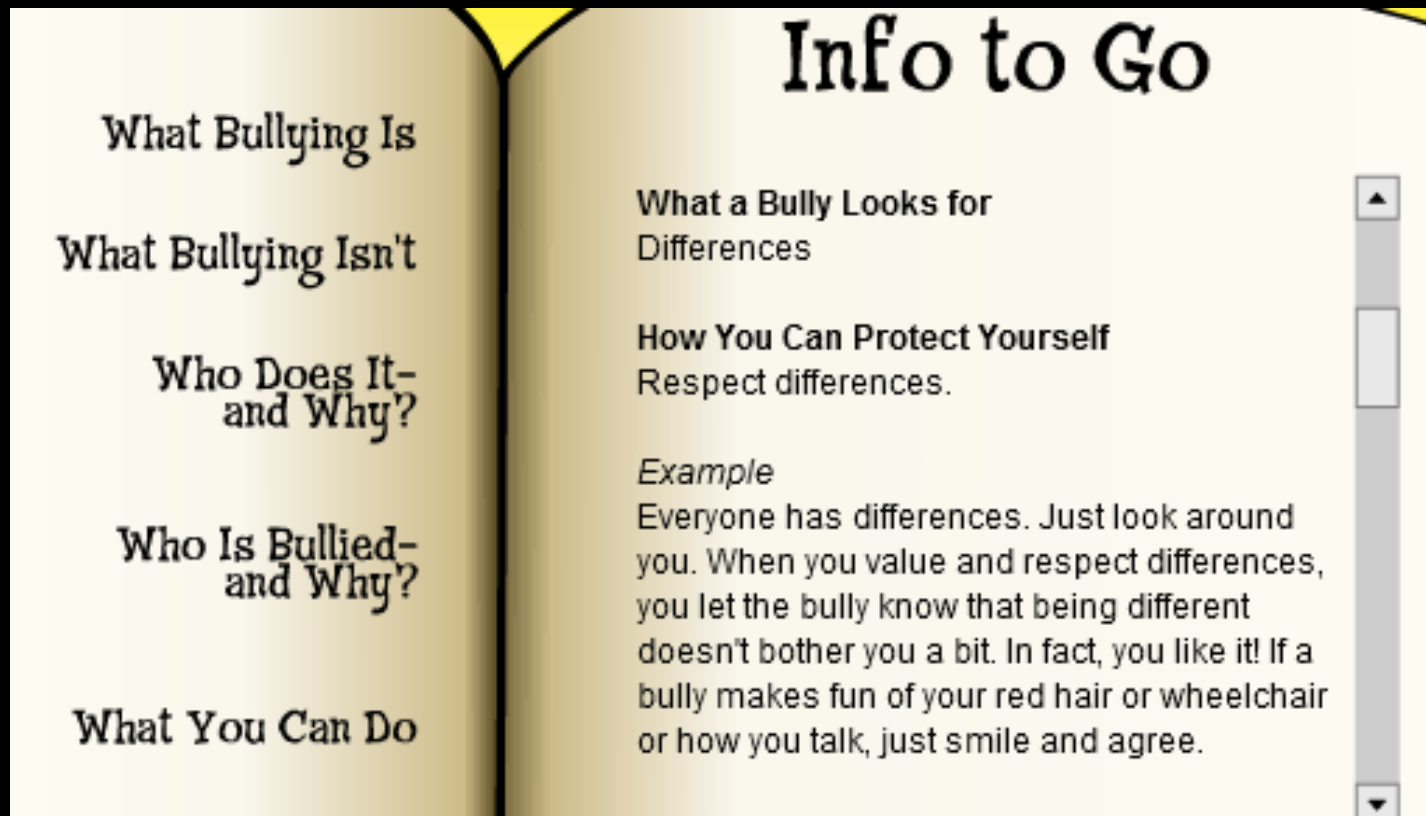 What Bullying Is
What Bullying Isn't
Who Does It-
and Why?
Who Is Bullied-
and Why?
What You Can Do
Info to Go
What a Bully Looks for
Differences
How You Can Protect Yourself
Respect differences.
Example
Everyone has differences. Just look around
you. When you value and respect differences,
you let the bully know that being different
doesn't bother you a bit. In fact, you like it! If a
bully makes fun of your red hair or wheelchair
or how you talk, just smile and agree.